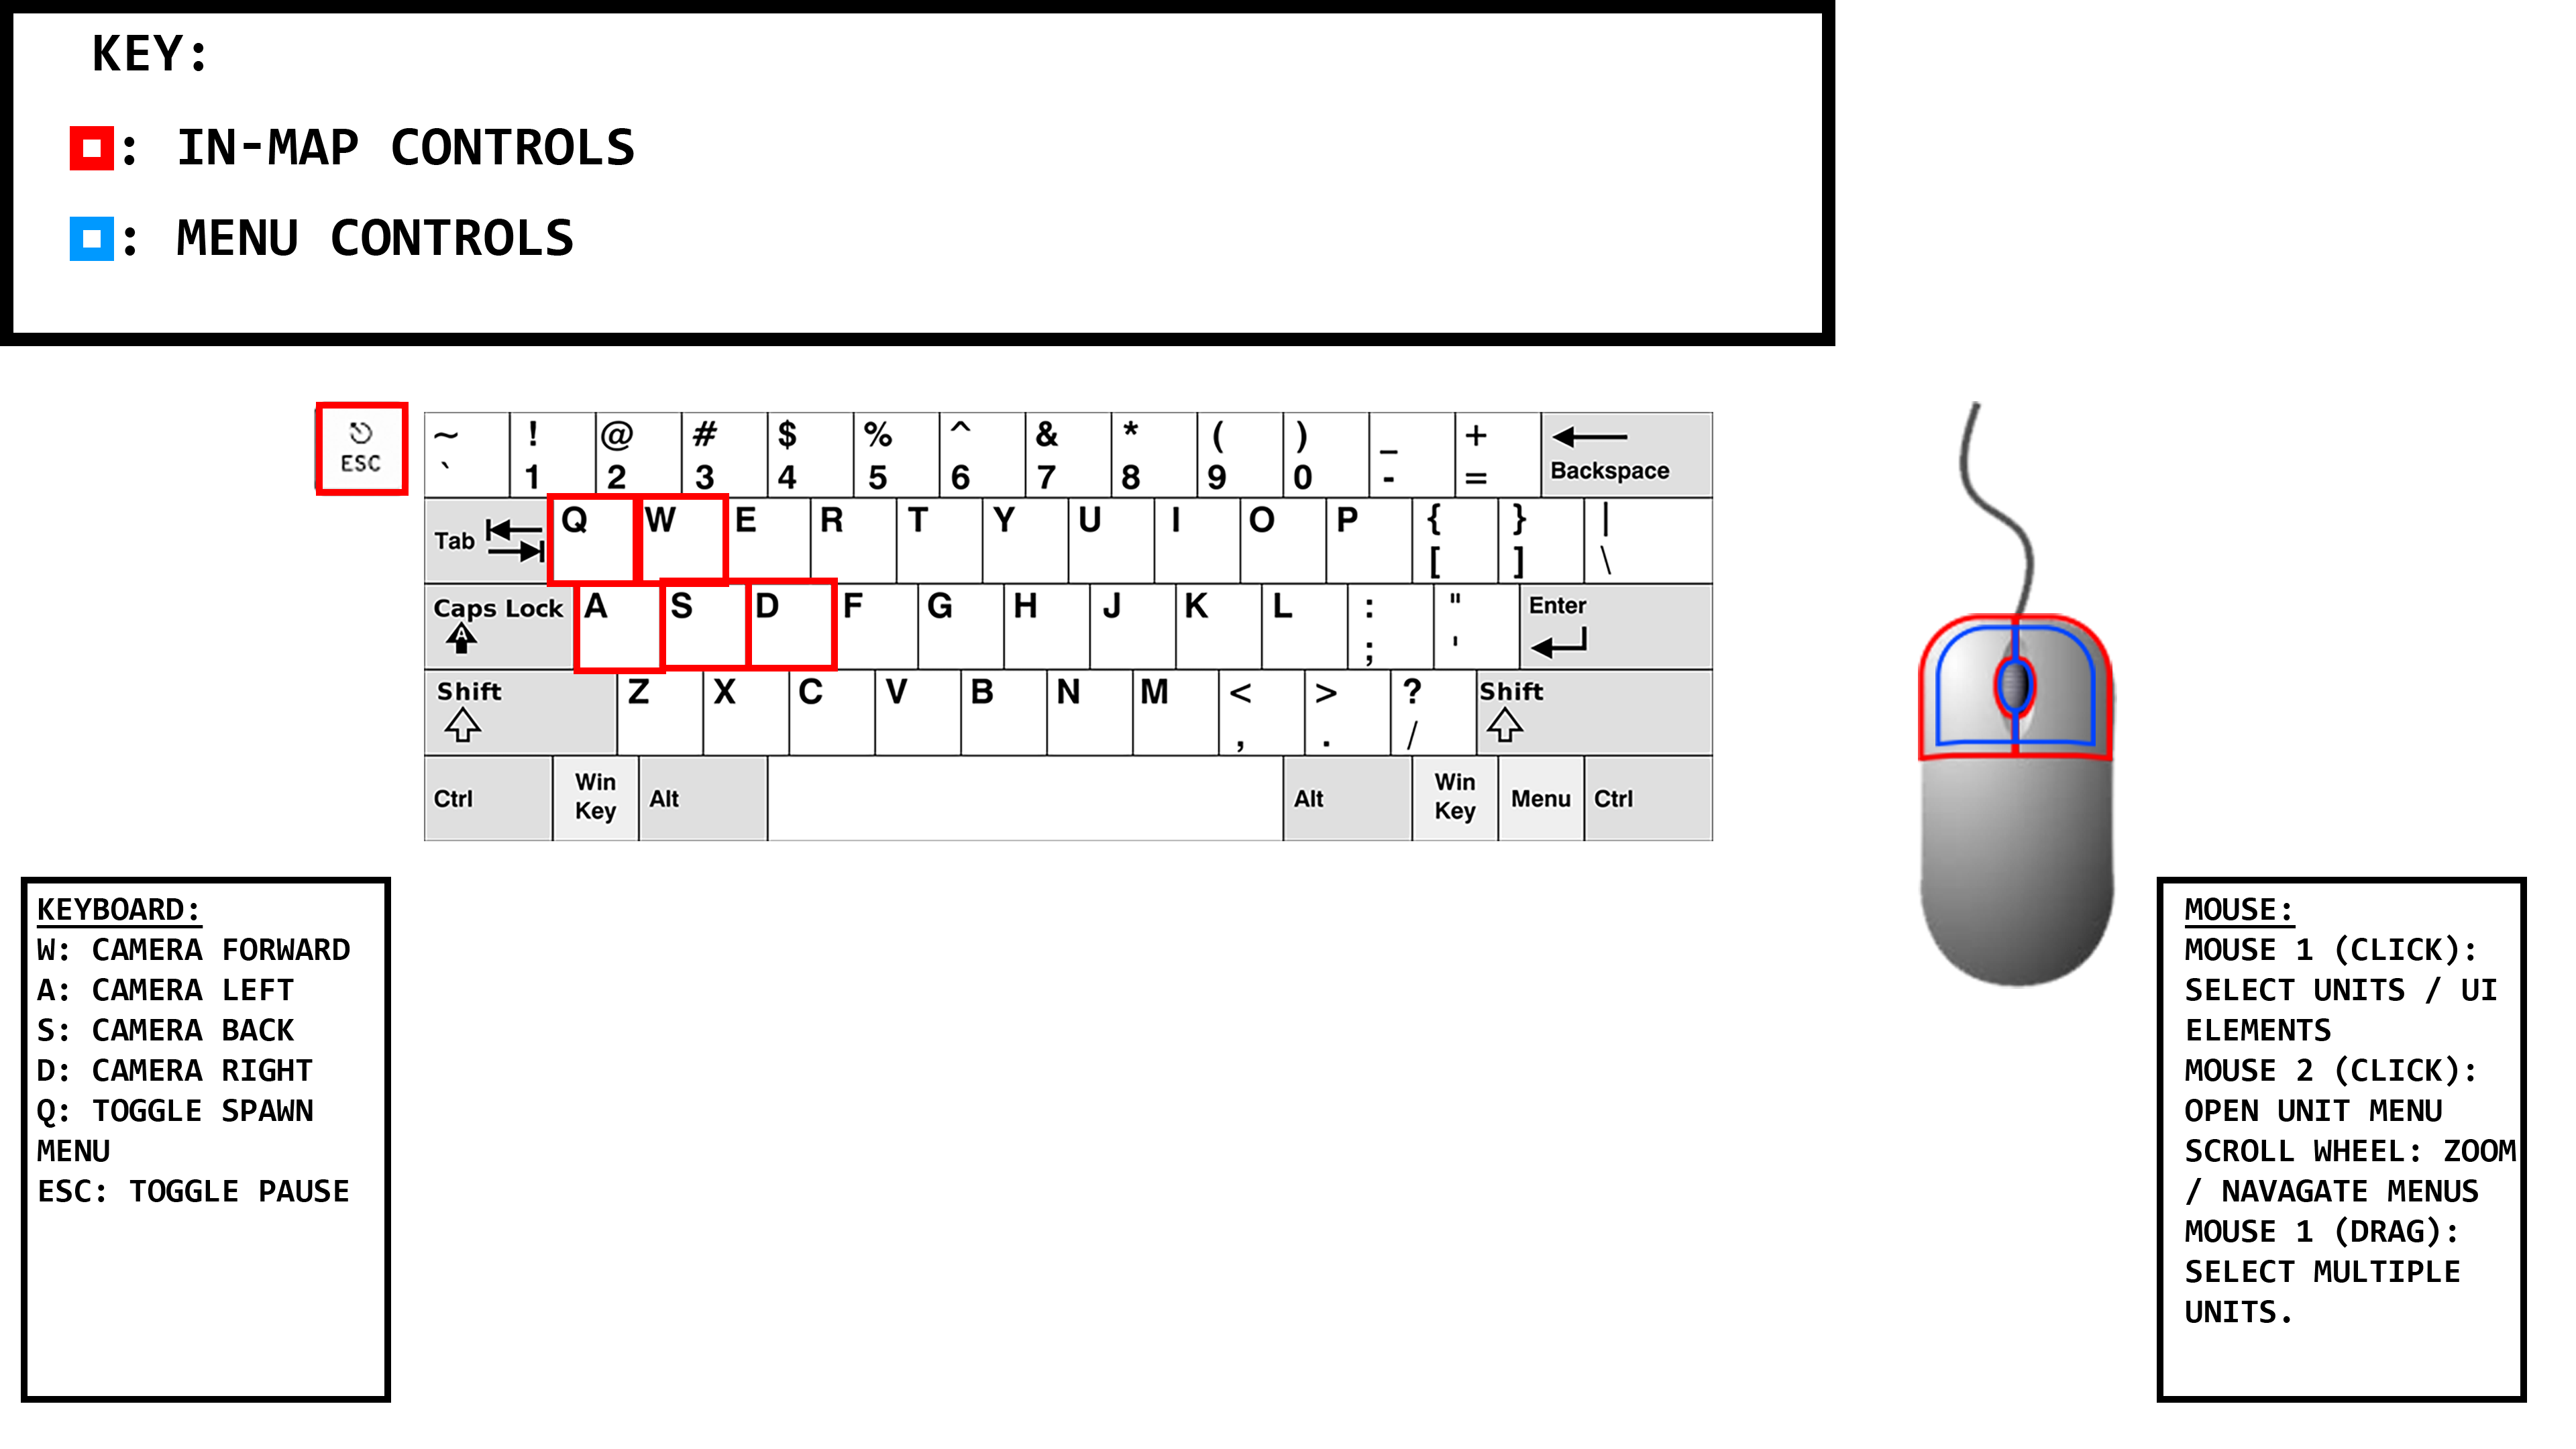 KEY:
: IN-MAP CONTROLS
: MENU CONTROLS
ESC
~ ! @ # $ % ^ & * ( ) _ +
` 1 2 3 4 5 6 7 8 9 0 - = Backspace
Tab Q W E R T Y U I O P { } |
[ ] \
Caps Lock A S D F G H J K L : " Enter
A ; '
Shift Z X C V B N M < > ? Shift
, . /
Ctrl Win Key Alt Alt Win Key Menu Ctrl
KEYBOARD:
W: CAMERA FORWARD
A: CAMERA LEFT
S: CAMERA BACK
D: CAMERA RIGHT
Q: TOGGLE SPAWN
MENU
ESC: TOGGLE PAUSE
MOUSE:
MOUSE 1 (CLICK):
SELECT UNITS / UI
ELEMENTS
MOUSE 2 (CLICK):
OPEN UNIT MENU
SCROLL WHEEL: ZOOM
/ NAVAGATE MENUS
MOUSE 1 (DRAG):
SELECT MULTIPLE
UNITS.